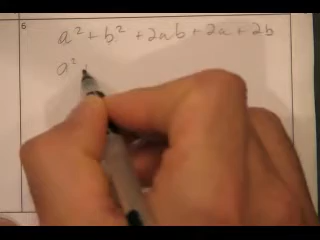 6
a² + b² + 2ab + 2a + 2b
a²